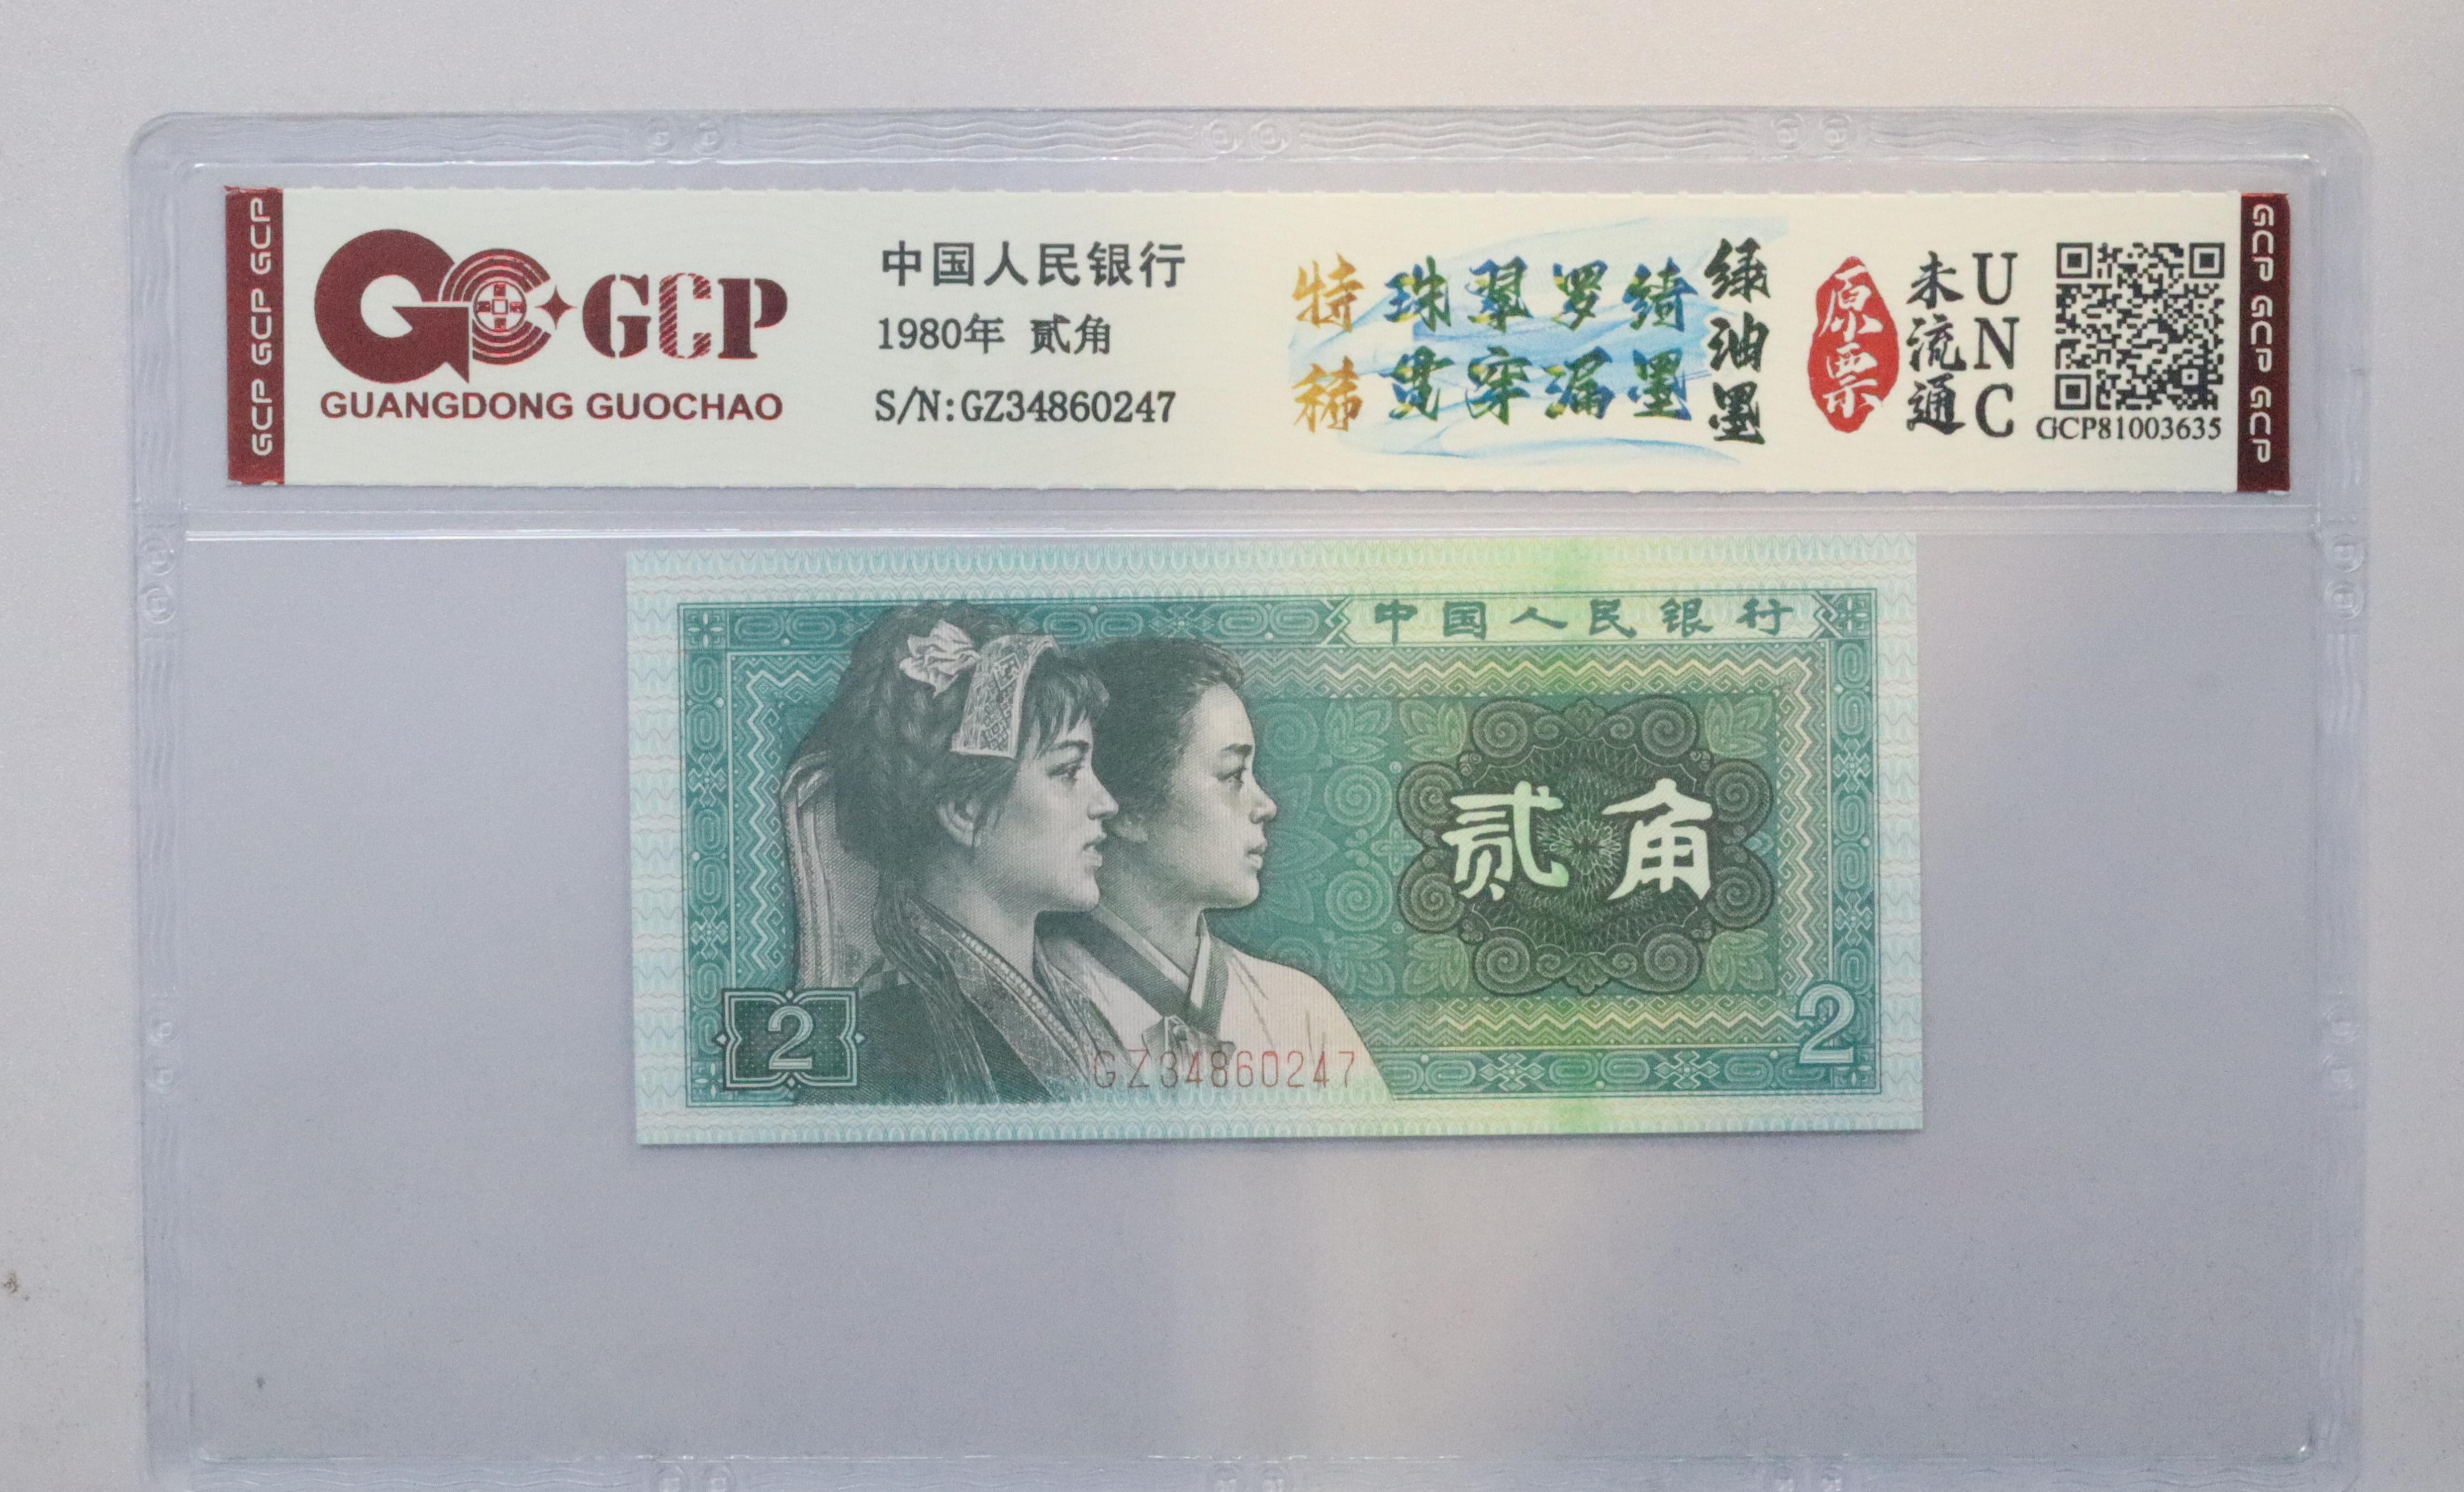 GCP GCP GCP
GCP
GUANGDONG GUOCHAO
中国人民银行
1980年 贰角
S/N:GZ34860247
特稀
珠翠罗绮
贯穿漏墨
绿油墨
原票
未流通
UNC
GCP81003635
GCP GCP GCP
中国人民银行
贰角
2
2
GZ34860247